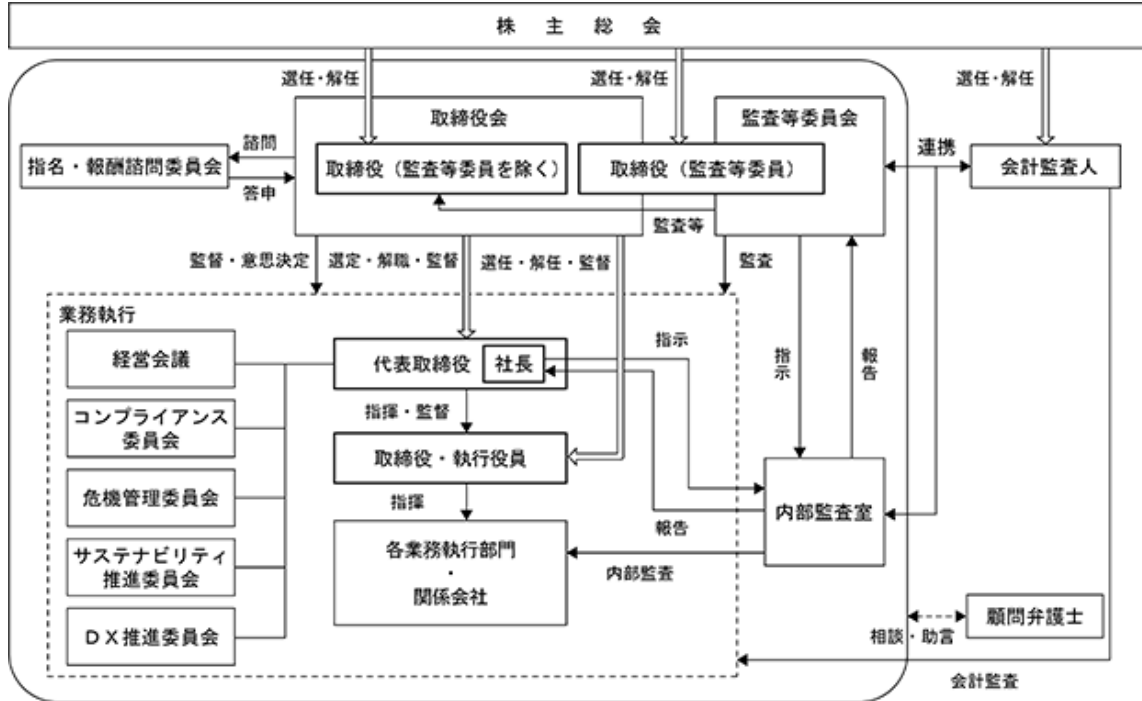 株主総会
選任・解任
選任・解任
選任・解任
取締役会
監査等委員会
諮問
指名・報酬諮問委員会
答申
取締役（監査等委員を除く）
取締役（監査等委員）
連携
会計監査人
監査等
監督・意思決定
選定・解職・監督
選任・解任・監督
監査
業務執行
経営会議
代表取締役
社長
指示
指示
報告
コンプライアンス
委員会
指揮・監督
取締役・執行役員
危機管理委員会
指揮
内部監査室
報告
サステナビリティ
推進委員会
各業務執行部門
・
関係会社
内部監査
ＤＸ推進委員会
顧問弁護士
相談・助言
会計監査